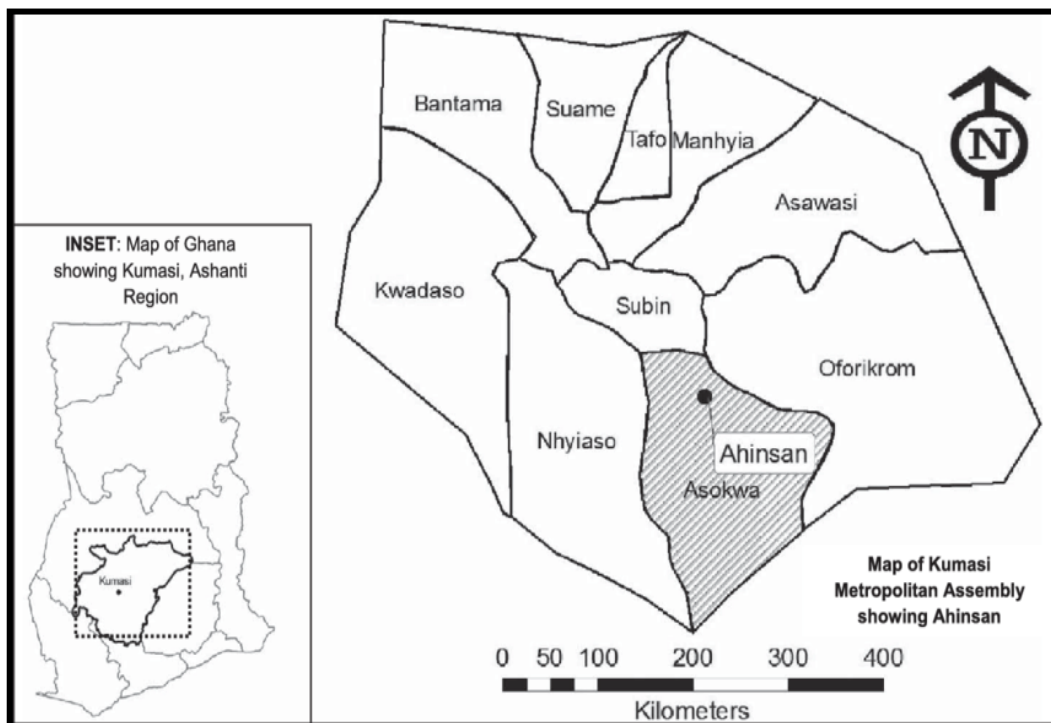 Bantama
Suame
Tafo
Manhyia
N
Asawasi
INSET: Map of Ghana
showing Kumasi, Ashanti
Region
Kwadaso
Subin
Oforikrom
Nhyiaso
Ahinsan
Asokwa
Kumasi
Map of Kumasi
Metropolitan Assembly
showing Ahinsan
0 50 100 200 300 400
Kilometers